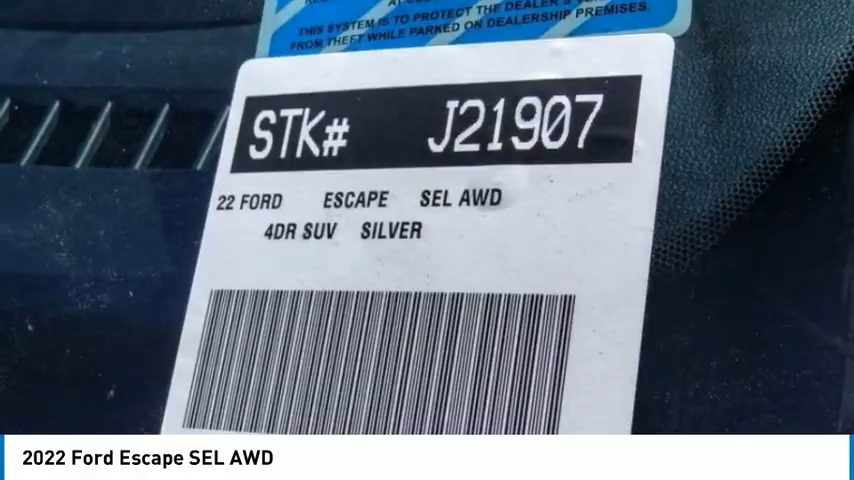 AT
THIS SYSTEM IS TO PROTECT THE DEALER'S
FROM THEFT WHILE PARKED ON DEALERSHIP PREMISES.
STK# J21907
22 FORD ESCAPE SEL AWD
4DR SUV SILVER
2022 Ford Escape SEL AWD